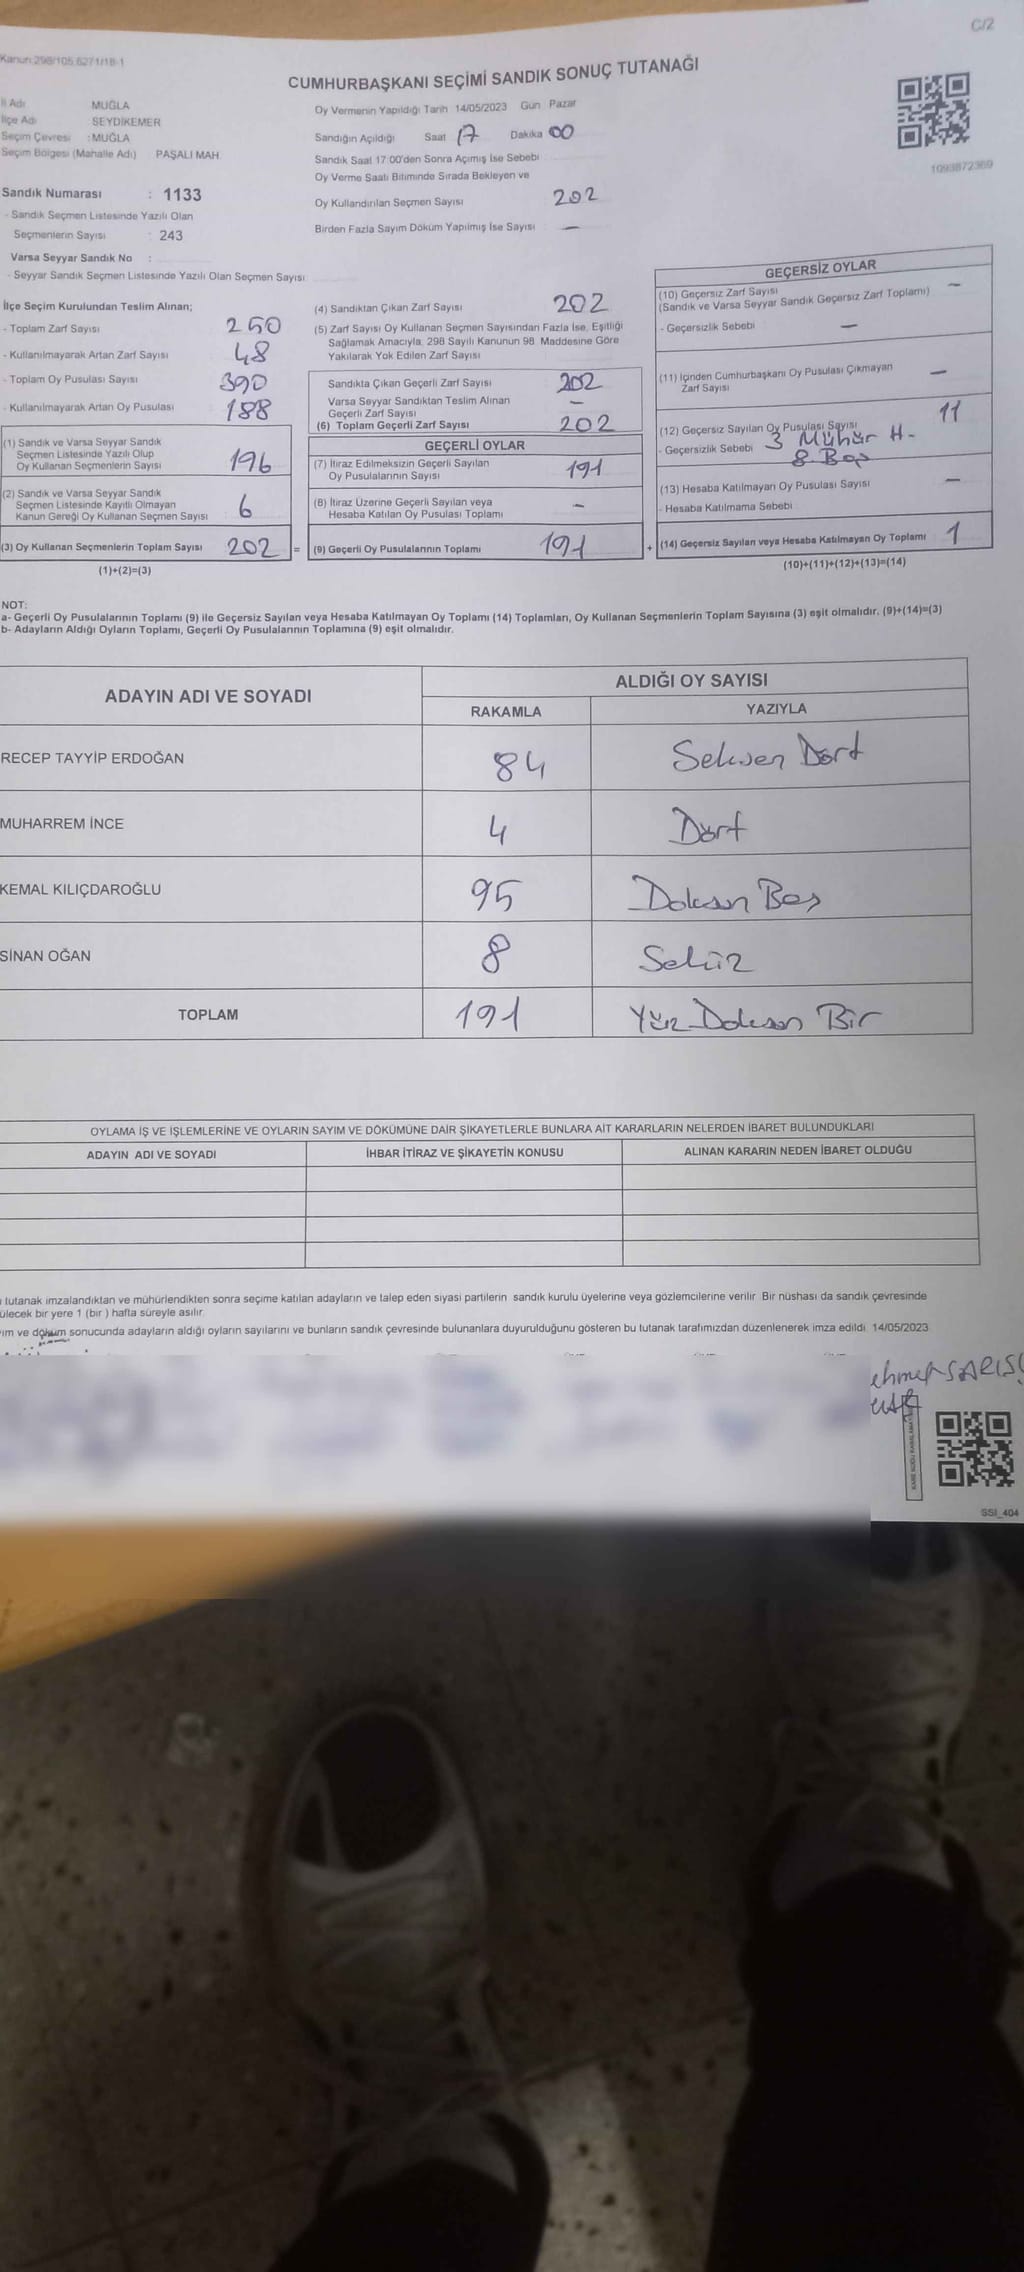 C/2
Kanun:298/105,6271/18-1
CUMHURBAŞKANI SEÇİMİ SANDIK SONUÇ TUTANAĞI
İl Adı MUĞLA
İlçe Adı SEYDİKEMER
Seçim Çevresi :MUĞLA
Seçim Bölgesi (Mahalle Adı) PAŞALI MAH.
Sandık Numarası : 1133
- Sandık Seçmen Listesinde Yazılı Olan
Seçmenlerin Sayısı : 243
Varsa Seyyar Sandık No :
- Seyyar Sandık Seçmen Listesinde Yazılı Olan Seçmen Sayısı
Oy Vermenin Yapıldığı Tarih 14/05/2023 Gün Pazar
Sandığın Açıldığı Saat 17 Dakika 00
Sandık Saat 17:00'den Sonra Açımış İse Sebebi
Oy Verme Saati Bitiminde Sırada Bekleyen ve
Oy Kullandırılan Seçmen Sayısı 202
Birden Fazla Sayım Döküm Yapılmış İse Sayısı —
1093872369
İlçe Seçim Kurulundan Teslim Alınan;
- Toplam Zarf Sayısı 250
- Kullanılmayarak Artan Zarf Sayısı 48
- Toplam Oy Pusulası Sayısı 390
- Kullanılmayarak Artan Oy Pusulası 188
(1) Sandık ve Varsa Seyyar Sandık
Seçmen Listesinde Yazılı Olup
Oy Kullanan Seçmenlerin Sayısı 196
(2) Sandık ve Varsa Seyyar Sandık
Seçmen Listesinde Kayıtlı Olmayan
Kanun Gereği Oy Kullanan Seçmen Sayısı 6
(3) Oy Kullanan Seçmenlerin Toplam Sayısı 202 =
(1)+(2)=(3)
(4) Sandıktan Çıkan Zarf Sayısı 202
(5) Zarf Sayısı Oy Kullanan Seçmen Sayısından Fazla İse, Eşitliği
Sağlamak Amacıyla, 298 Sayılı Kanunun 98. Maddesine Göre
Yakılarak Yok Edilen Zarf Sayısı
Sandıkta Çıkan Geçerli Zarf Sayısı 202
Varsa Seyyar Sandıktan Teslim Alınan
Geçerli Zarf Sayısı —
(6) Toplam Geçerli Zarf Sayısı 202
GEÇERLİ OYLAR
(7) İtiraz Edilmeksizin Geçerli Sayılan
Oy Pusulalarının Sayısı 191
(8) İtiraz Üzerine Geçerli Sayılan veya
Hesaba Katılan Oy Pusulası Toplamı —
(9) Geçerli Oy Pusulalarının Toplamı 191 +
GEÇERSİZ OYLAR
(10) Geçersiz Zarf Sayısı —
(Sandık ve Varsa Seyyar Sandık Geçersiz Zarf Toplamı)
- Geçersizlik Sebebi —
(11) İçinden Cumhurbaşkanı Oy Pusulası Çıkmayan
Zarf Sayısı —
(12) Geçersiz Sayılan Oy Pusulası Sayısı 11
- Geçersizlik Sebebi 3 Mühür H-
8 Boş
(13) Hesaba Katılmayan Oy Pusulası Sayısı —
- Hesaba Katılmama Sebebi
(14) Geçersiz Sayılan veya Hesaba Katılmayan Oy Toplamı 1
(10)+(11)+(12)+(13)=(14)
NOT:
a- Geçerli Oy Pusulalarının Toplamı (9) ile Geçersiz Sayılan veya Hesaba Katılmayan Oy Toplamı (14) Toplamları, Oy Kullanan Seçmenlerin Toplam Sayısına (3) eşit olmalıdır. (9)+(14)=(3)
b- Adayların Aldığı Oyların Toplamı, Geçerli Oy Pusulalarının Toplamına (9) eşit olmalıdır.
ADAYIN ADI VE SOYADI ALDIĞI OY SAYISI
RAKAMLA YAZIYLA
RECEP TAYYİP ERDOĞAN 84 Seksen Dört
MUHARREM İNCE 4 Dört
KEMAL KILIÇDAROĞLU 95 Doksan Beş
SİNAN OĞAN 8 Sekiz
TOPLAM 191 Yüz Doksan Bir
OYLAMA İŞ VE İŞLEMLERİNE VE OYLARIN SAYIM VE DÖKÜMÜNE DAİR ŞİKAYETLERLE BUNLARA AİT KARARLARIN NELERDEN İBARET BULUNDUKLARI
ADAYIN ADI VE SOYADI İHBAR İTİRAZ VE ŞİKAYETİN KONUSU ALINAN KARARIN NEDEN İBARET OLDUĞU
tutanak imzalandıktan ve mühürlendikten sonra seçime katılan adayların ve talep eden siyasi partilerin sandık kurulu üyelerine veya gözlemcilerine verilir. Bir nüshası da sandık çevresinde
ülecek bir yere 1 (bir ) hafta süreyle asılır.
ım ve döküm sonucunda adayların aldığı oyların sayılarını ve bunların sandık çevresinde bulunanlara duyurulduğunu gösteren bu tutanak tarafımızdan düzenlenerek imza edildi. 14/05/2023
ehmet SARIS
SSI_404